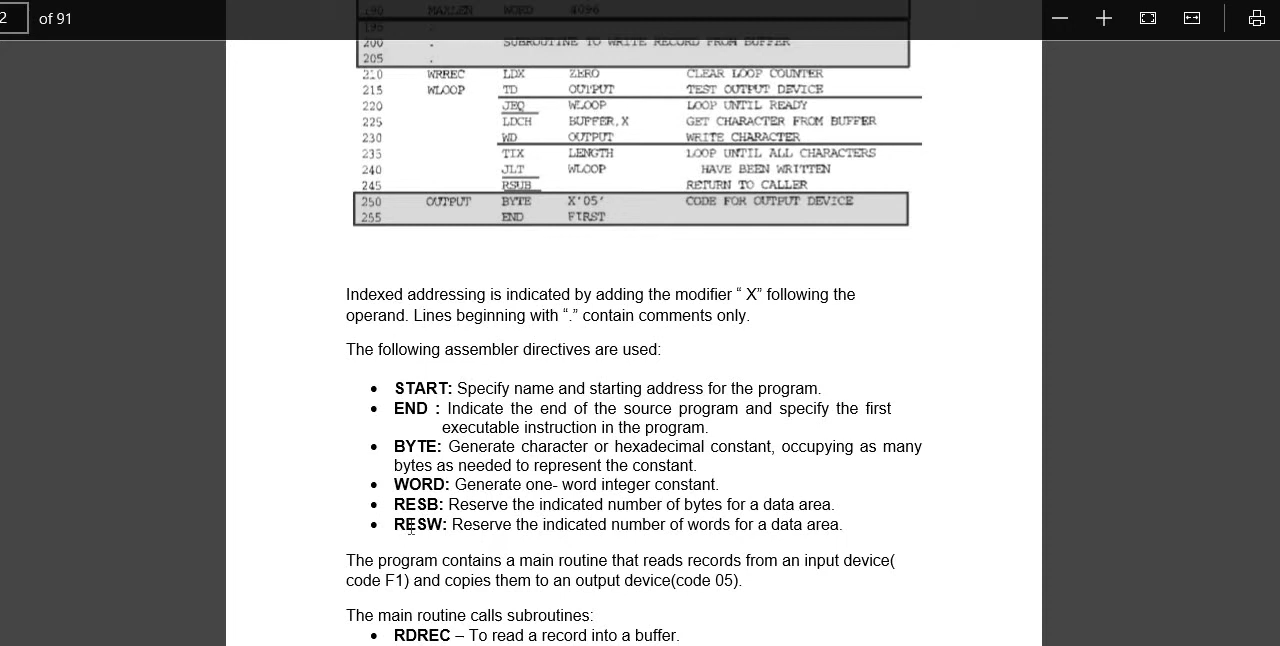 2 of 91
190 MAXLEN WORD 4096
195 .
200 . SUBROUTINE TO WRITE RECORD FROM BUFFER
205 .
210 WRREC LDX ZERO CLEAR LOOP COUNTER
215 WLOOP TD OUTPUT TEST OUTPUT DEVICE
220 JEQ WLOOP LOOP UNTIL READY
225 LDCH BUFFER,X GET CHARACTER FROM BUFFER
230 WD OUTPUT WRITE CHARACTER
235 TIX LENGTH LOOP UNTIL ALL CHARACTERS
240 JLT WLOOP HAVE BEEN WRITTEN
245 RSUB RETURN TO CALLER
250 OUTPUT BYTE X'05' CODE FOR OUTPUT DEVICE
255 END FIRST
Indexed addressing is indicated by adding the modifier “ X” following the
operand. Lines beginning with “.” contain comments only.
The following assembler directives are used:
• START: Specify name and starting address for the program.
• END : Indicate the end of the source program and specify the first
executable instruction in the program.
• BYTE: Generate character or hexadecimal constant, occupying as many
bytes as needed to represent the constant.
• WORD: Generate one- word integer constant.
• RESB: Reserve the indicated number of bytes for a data area.
• RESW: Reserve the indicated number of words for a data area.
The program contains a main routine that reads records from an input device(
code F1) and copies them to an output device(code 05).
The main routine calls subroutines:
• RDREC – To read a record into a buffer.